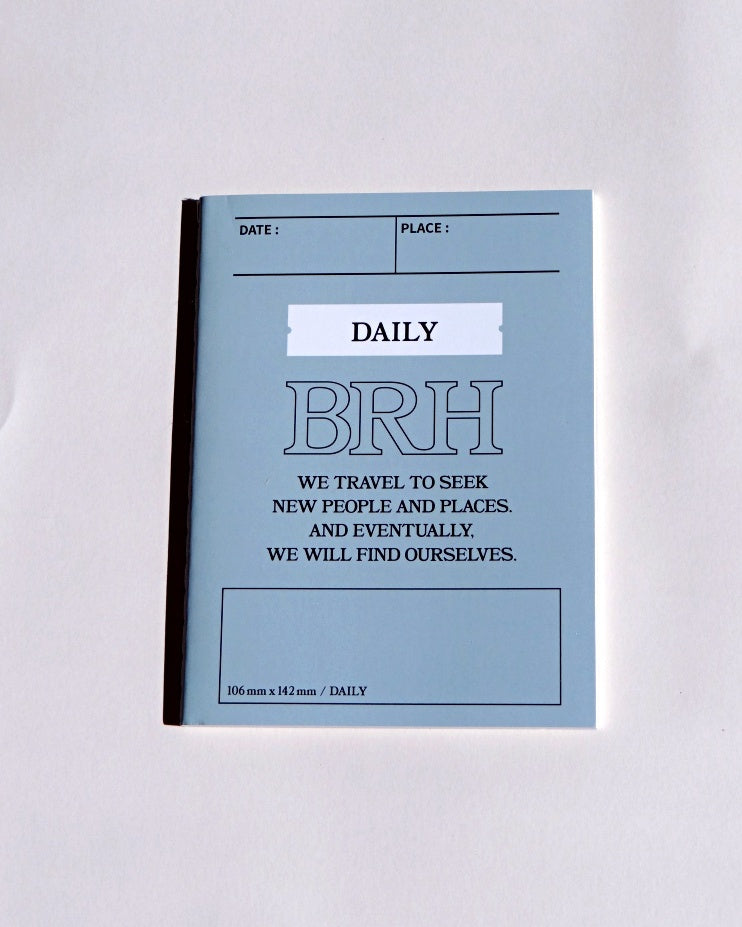 DATE : PLACE :
DAILY
BRH
WE TRAVEL TO SEEK
NEW PEOPLE AND PLACES.
AND EVENTUALLY,
WE WILL FIND OURSELVES.
106 mm x 142 mm / DAILY